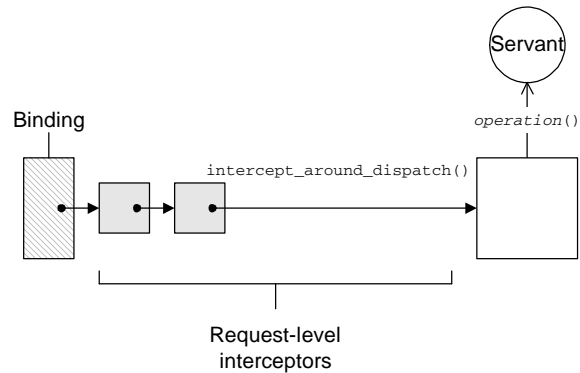 Servant
operation()
Binding
intercept_around_dispatch()
Request-level
interceptors